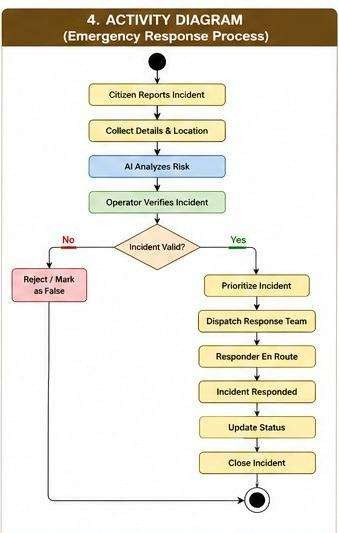 4. ACTIVITY DIAGRAM
(Emergency Response Process)
Citizen Reports Incident
Collect Details & Location
AI Analyzes Risk
Operator Verifies Incident
Incident Valid?
No
Yes
Reject / Mark
as False
Prioritize Incident
Dispatch Response Team
Responder En Route
Incident Responded
Update Status
Close Incident